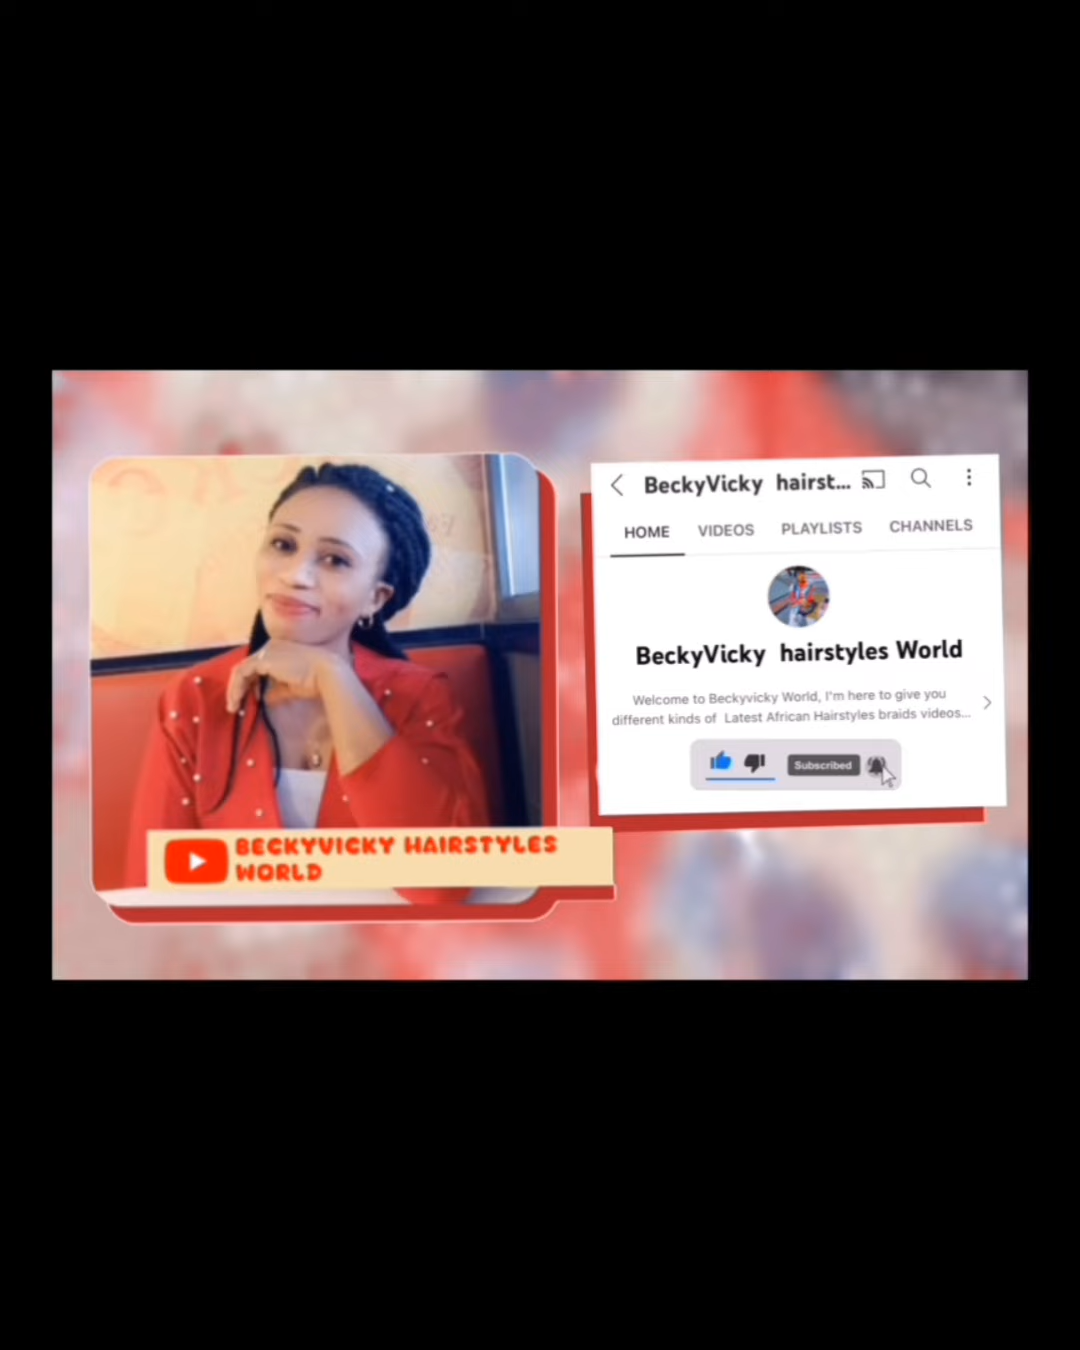 BeckyVicky hairst...
HOME VIDEOS PLAYLISTS CHANNELS
BeckyVicky hairstyles World
Welcome to Beckyvicky World, I'm here to give you
different kinds of Latest African Hairstyles braids videos...
Subscribed
BECKYVICKY HAIRSTYLES
WORLD